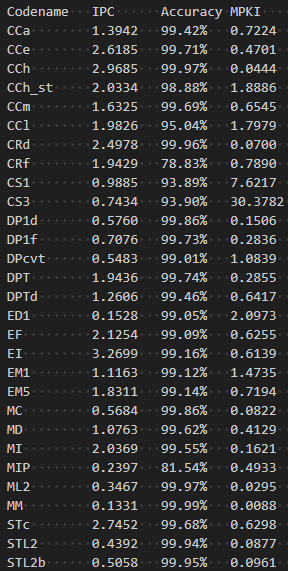 Codename IPC Accuracy MPKI
CCa 1.3942 99.42% 0.7224
CCe 2.6185 99.71% 0.4701
CCh 2.9685 99.97% 0.0444
CCh_st 2.0334 98.88% 1.8886
CCm 1.6325 99.69% 0.6545
CCl 1.9826 95.04% 1.7979
CRd 2.4978 99.96% 0.0700
CRf 1.9429 78.83% 0.7890
CS1 0.9885 93.89% 7.6217
CS3 0.7434 93.90% 30.3782
DP1d 0.5760 99.86% 0.1506
DP1f 0.7076 99.73% 0.2836
DPcvt 0.5483 99.01% 1.0839
DPT 1.9436 99.74% 0.2855
DPTd 1.2606 99.46% 0.6417
ED1 0.1528 99.05% 2.0973
EF 2.1254 99.09% 0.6255
EI 3.2699 99.16% 0.6139
EM1 1.1163 99.12% 1.4735
EM5 1.8311 99.14% 0.7194
MC 0.5684 99.86% 0.0822
MD 1.0763 99.62% 0.4129
MI 2.0369 99.55% 0.1621
MIP 0.2397 81.54% 0.4933
ML2 0.3467 99.97% 0.0295
MM 0.1331 99.99% 0.0088
STc 2.7452 99.68% 0.6298
STL2 0.4392 99.94% 0.0877
STL2b 0.5058 99.95% 0.0961